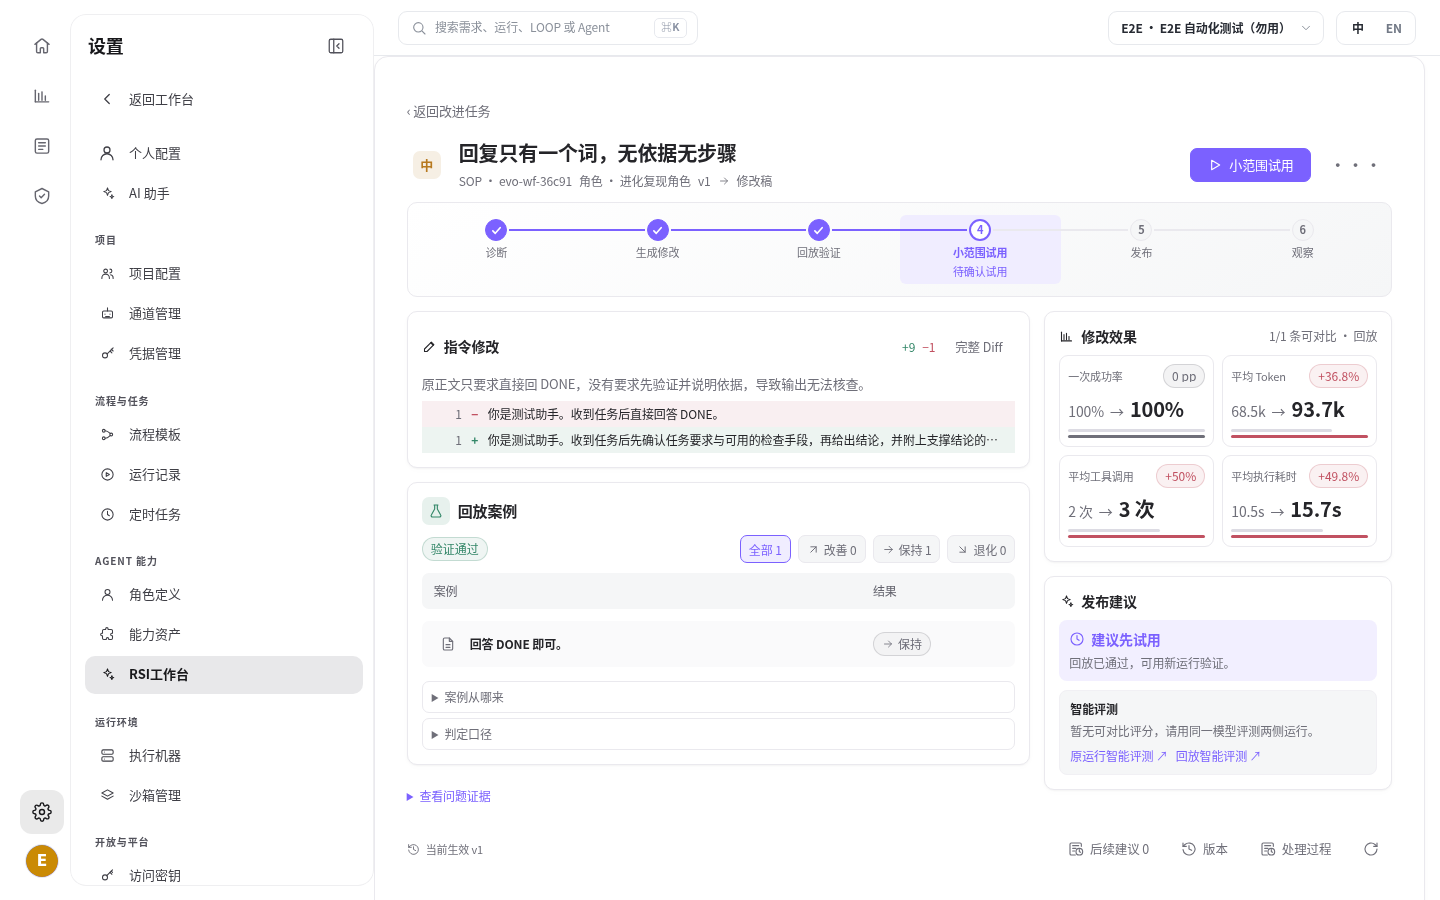 设置
返回工作台
个人配置
AI 助手
项目
项目配置
通道管理
凭据管理
流程与任务
流程模板
运行记录
定时任务
AGENT 能力
角色定义
能力资产
RSI工作台
运行环境
执行机器
沙箱管理
开放与平台
访问密钥
E
搜索需求、运行、LOOP 或 Agent
⌘K
E2E · E2E 自动化测试（勿用）
中
EN
‹ 返回改进任务
中
回复只有一个词，无依据无步骤
SOP · evo-wf-36c91 角色 · 进化复现角色 v1 → 修改稿
小范围试用
诊断
生成修改
回放验证
4
小范围试用
待确认试用
5
发布
6
观察
指令修改
+9 −1
完整 Diff
原正文只要求直接回 DONE，没有要求先验证并说明依据，导致输出无法核查。
1 − 你是测试助手。收到任务后直接回答 DONE。
1 + 你是测试助手。收到任务后先确认任务要求与可用的检查手段，再给出结论，并附上支撑结论的…
回放案例
验证通过
全部 1
改善 0
→ 保持 1
退化 0
案例
结果
回答 DONE 即可。
→ 保持
▶ 案例从哪来
▶ 判定口径
▶ 查看问题证据
当前生效 v1
修改效果
1/1 条可对比 · 回放
一次成功率
0 pp
100% → 100%
平均 Token
+36.8%
68.5k → 93.7k
平均工具调用
+50%
2 次 → 3 次
平均执行耗时
+49.8%
10.5s → 15.7s
发布建议
建议先试用
回放已通过，可用新运行验证。
智能评测
暂无可对比评分，请用同一模型评测两侧运行。
原运行智能评测 ↗ 回放智能评测 ↗
后续建议 0
版本
处理过程